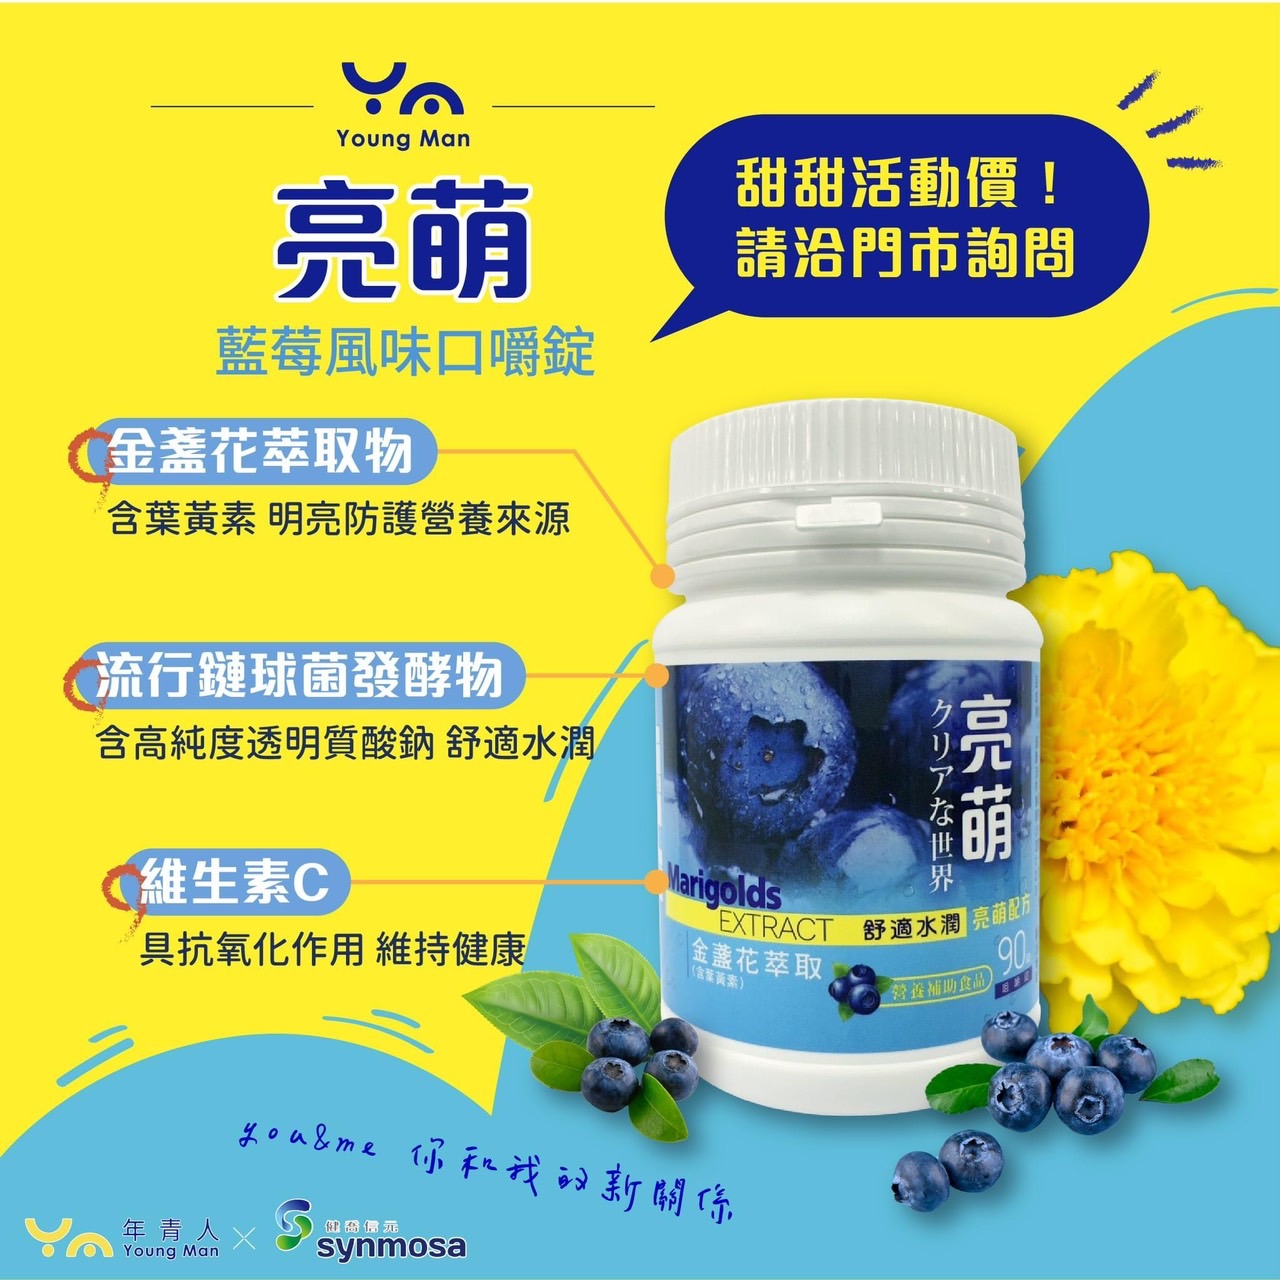 Young Man
亮萌
藍莓風味口嚼錠
甜甜活動價！
請洽門市詢問
金盞花萃取物
含葉黃素 明亮防護營養來源
流行鏈球菌發酵物
含高純度透明質酸鈉 舒適水潤
維生素C
具抗氧化作用 維持健康
亮萌
クリアな世界
Marigolds
EXTRACT
舒適水潤
亮萌配方
金盞花萃取
(含葉黃素)
營養補助食品
90
you&me 你和我的新關係
年青人
Young Man
×
健喬信元
synmosa